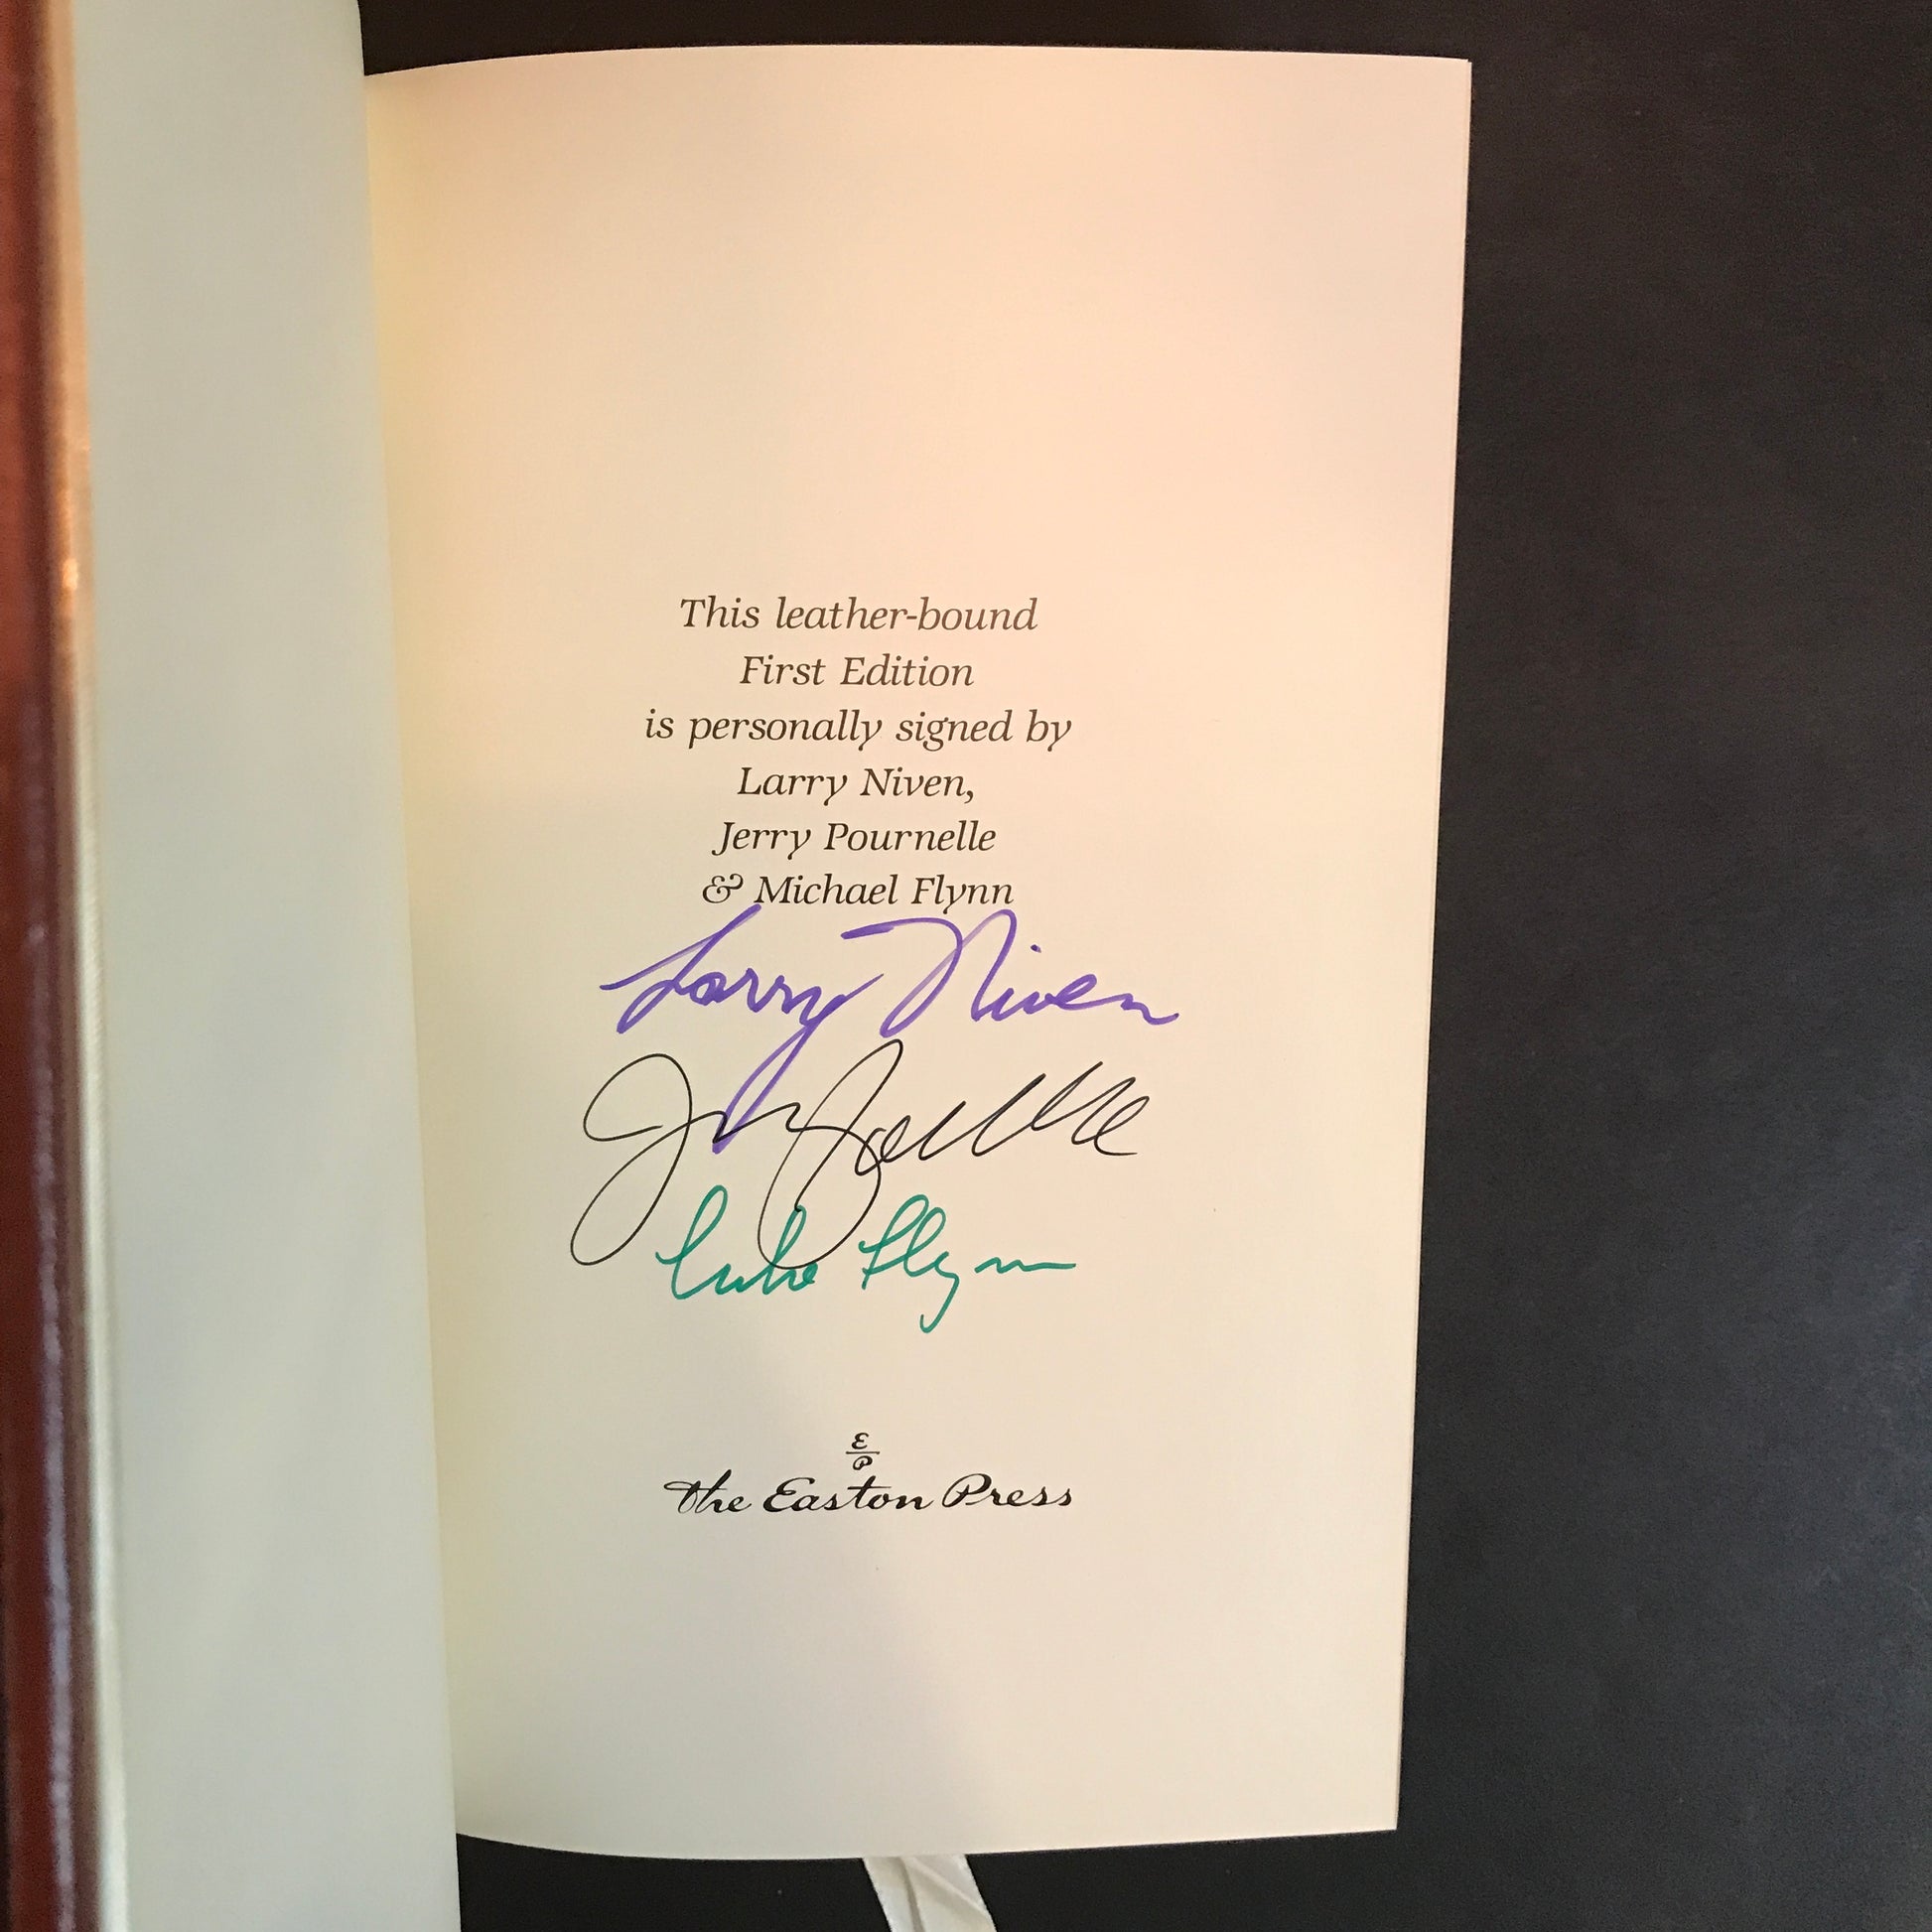 This leather-bound
First Edition
is personally signed by
Larry Niven,
Jerry Pournelle
& Michael Flynn
Larry Niven
Flynn
E
P
The Easton Press